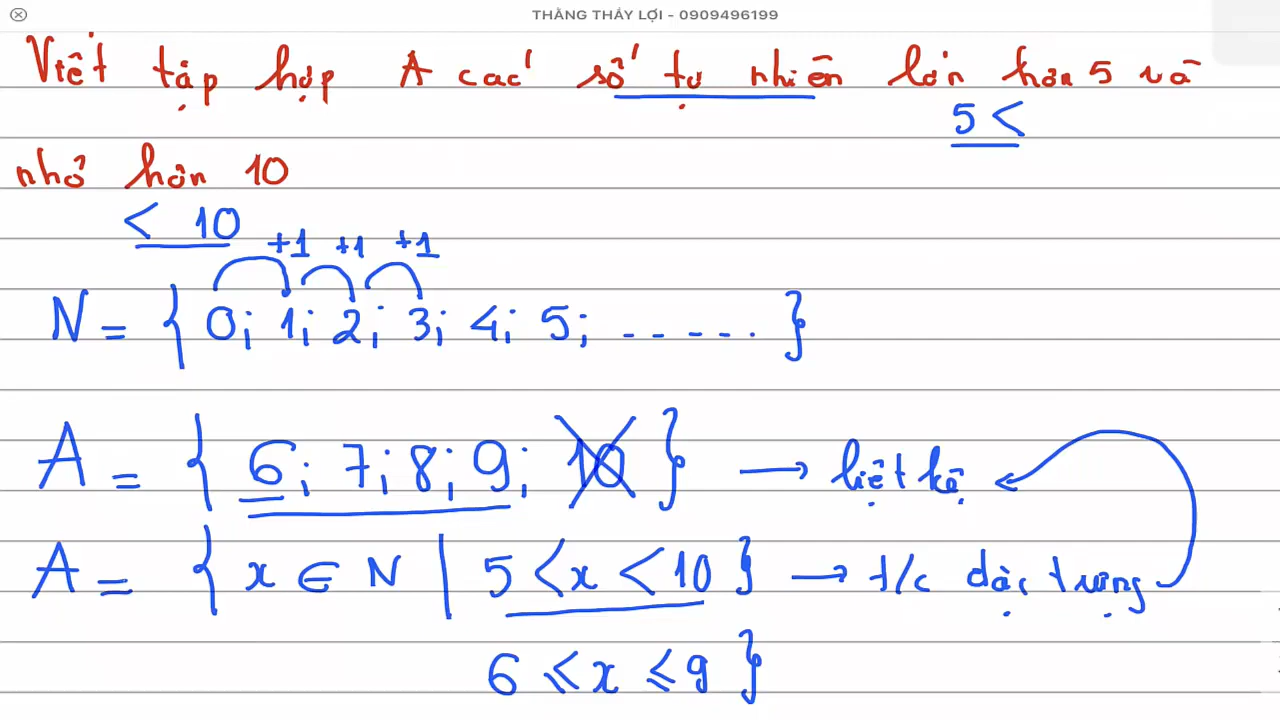 THẦNG THẦY LỢI - 0909496199
Viết tập hợp A các số tự nhiên lớn hơn 5 và
5 <
nhỏ hơn 10
< 10
+1 +1 +1
N = { 0; 1; 2; 3; 4; 5; ...... }
A = { 6; 7; 8; 9; 10 } → liệt kê
A = { x ∈ N | 5 < x < 10 } → t/c đặc trưng
6 ⩽ x ⩽ 9 }